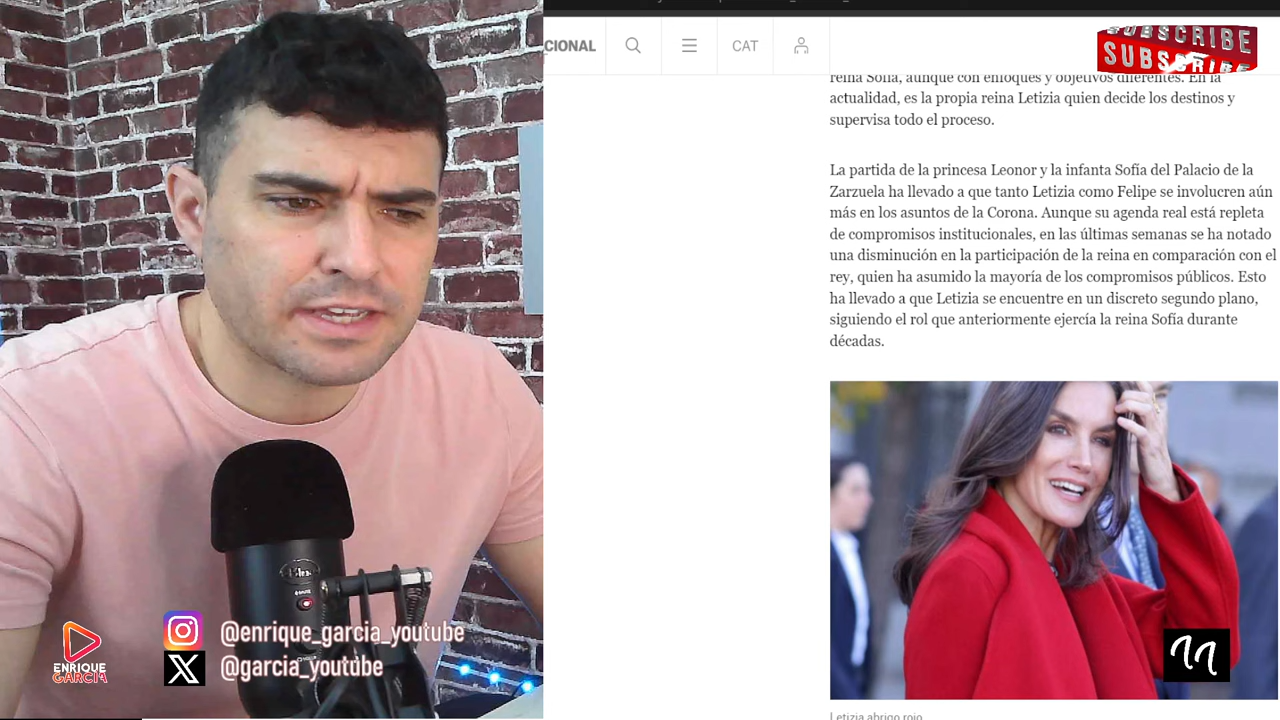 CIONAL
CAT
SUBSCRIBE
SUBSCRIBE
reina Sofía, aunque con enfoques y objetivos diferentes. En la
actualidad, es la propia reina Letizia quien decide los destinos y
supervisa todo el proceso.
La partida de la princesa Leonor y la infanta Sofía del Palacio de la
Zarzuela ha llevado a que tanto Letizia como Felipe se involucren aún
más en los asuntos de la Corona. Aunque su agenda real está repleta
de compromisos institucionales, en las últimas semanas se ha notado
una disminución en la participación de la reina en comparación con el
rey, quien ha asumido la mayoría de los compromisos públicos. Esto
ha llevado a que Letizia se encuentre en un discreto segundo plano,
siguiendo el rol que anteriormente ejercía la reina Sofía durante
décadas.
Letizia abrigo rojo
ENRIQUE
GARCIA
@enrique_garcia_youtube
@garcia_youtube